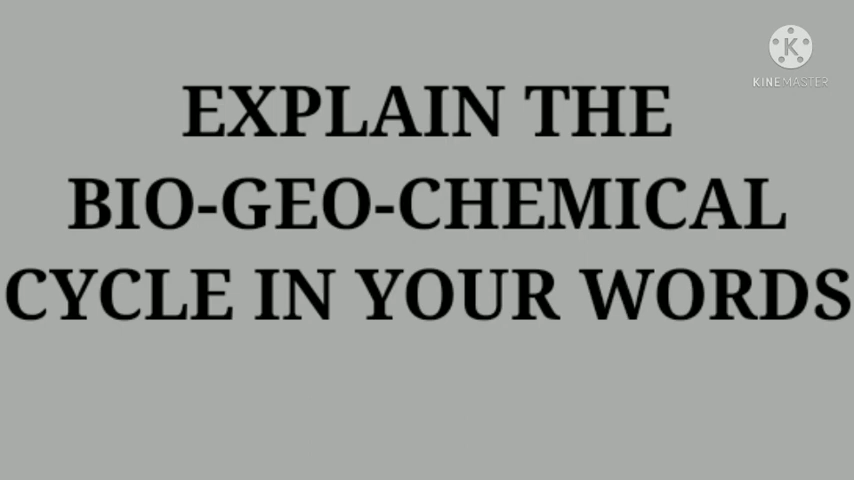 KINEMASTER
EXPLAIN THE
BIO-GEO-CHEMICAL
CYCLE IN YOUR WORDS